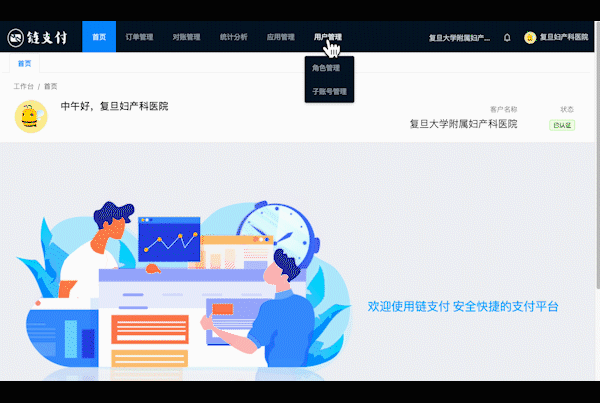 链支付 首页 订单管理 对账管理 统计分析 应用管理 用户管理 复旦大学附属妇产... 复旦妇产科医院
首页
角色管理
子账号管理
工作台 / 首页
中午好，复旦妇产科医院
客户名称 状态
复旦大学附属妇产科医院 已认证
欢迎使用链支付 安全快捷的支付平台